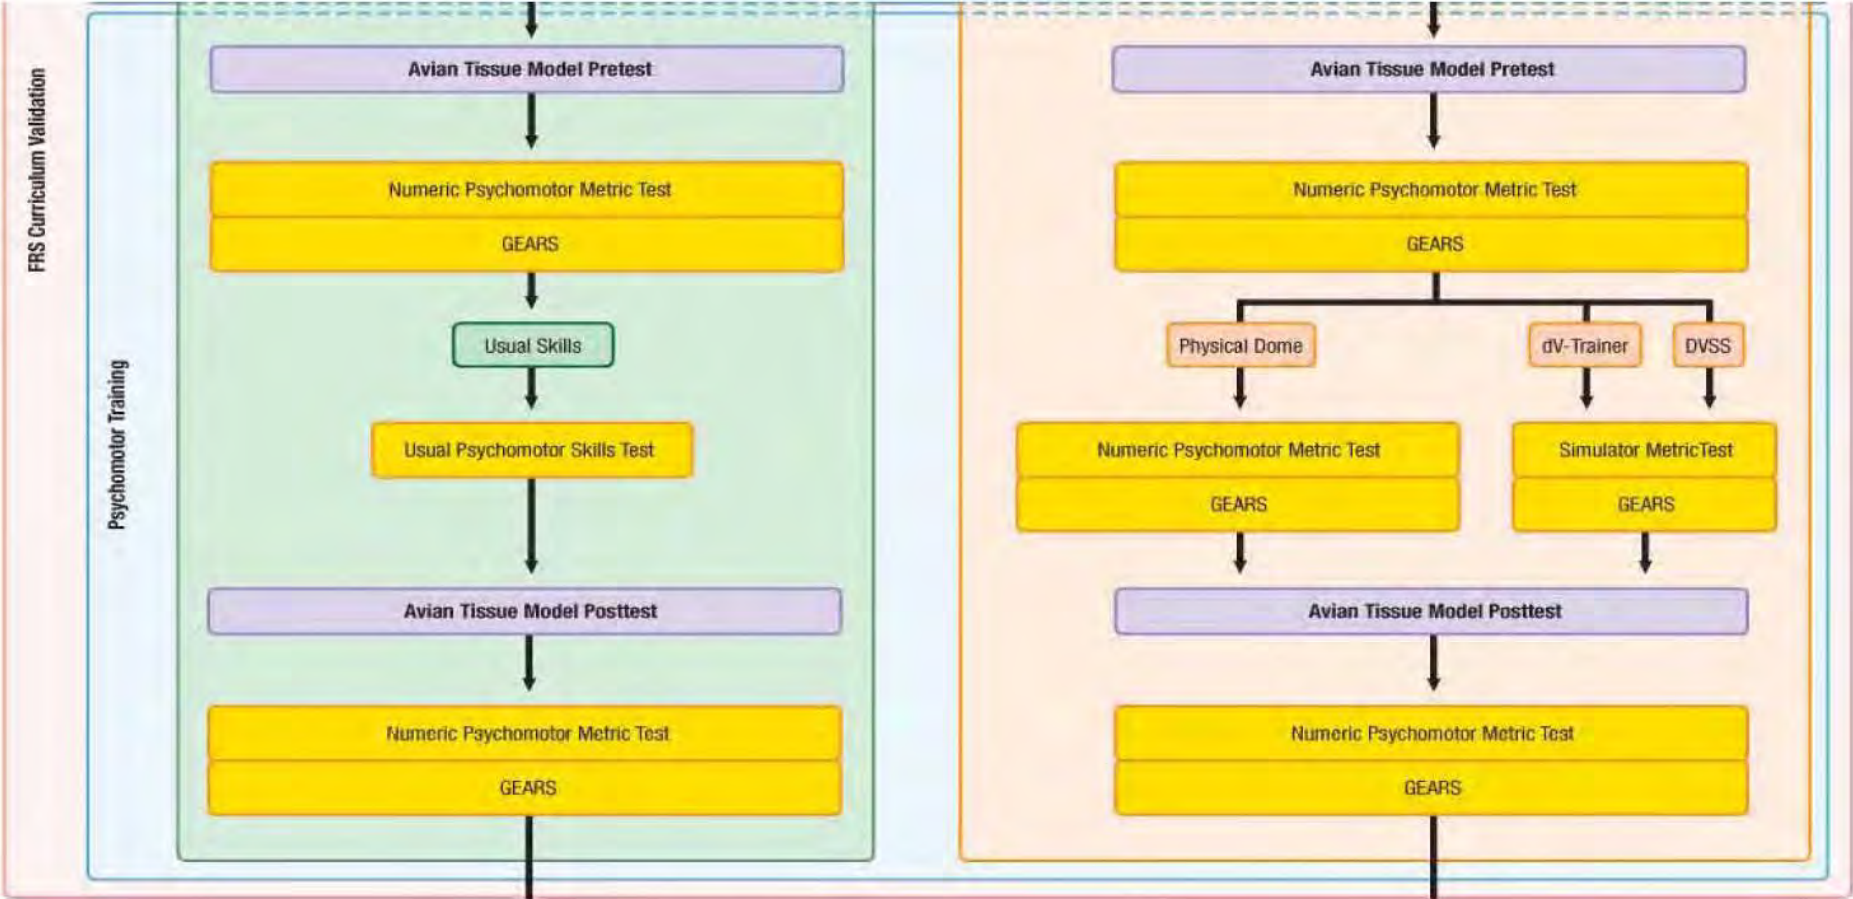 FRS Curriculum Validation
Psychomotor Training
Avian Tissue Model Pretest
Numeric Psychomotor Metric Test
GEARS
Usual Skills
Usual Psychomotor Skills Test
Avian Tissue Model Posttest
Numeric Psychomotor Metric Test
GEARS
Avian Tissue Model Pretest
Numeric Psychomotor Metric Test
GEARS
Physical Dome
dV-Trainer
DVSS
Numeric Psychomotor Metric Test
GEARS
Simulator MetricTest
GEARS
Avian Tissue Model Posttest
Numeric Psychomotor Metric Test
GEARS